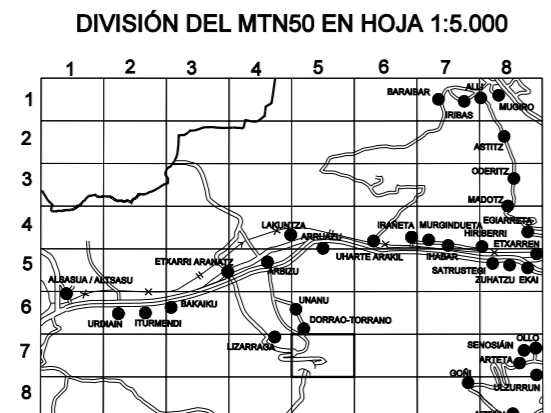 DIVISIÓN DEL MTN50 EN HOJA 1:5.000
1 2 3 4 5 6 7 8
1
2
3
4
5
6
7
8
BARAIBAR
ALLI
MUGIRO
IRIBAS
ASTITZ
ODERITZ
MADOTZ
EGIARRETA
LAKUNTZA
ARRUAZU
IRAÑETA
MURGINDUETA
HIRIBERRI
ETXARREN
UHARTE ARAKIL
IHABAR
SATRUSTEGI
ZUHATZU
EKAI
ETXARRI ARANATZ
ARBIZU
ALSASUA / ALTSASU
BAKAIKU
URDIAIN
ITURMENDI
UNANU
DORRAO-TORRANO
LIZARRAGA
OLLO
SENOSIÁIN
ARTETA
GOÑI
ULZURRUN